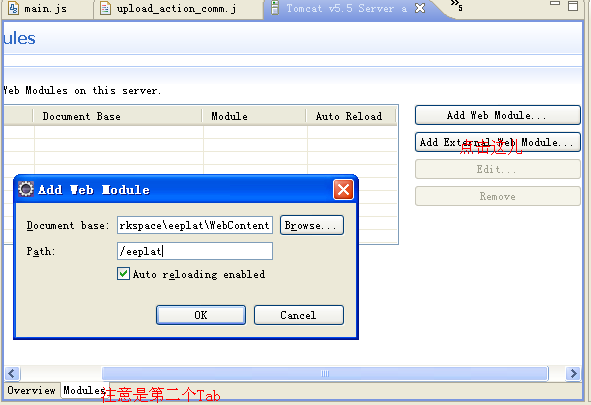 main.js
upload_action_comm.j
Tomcat v5.5 Server a
5
ules
Web Modules on this server.
Document Base
Module
Auto Reload
Add Web Module...
Add External Web Module...
点击这儿
Edit...
Remove
Add Web Module
Document base:
rkspace\eeplat\WebContent
Browse...
Path:
/eeplat
Auto reloading enabled
OK
Cancel
Overview
Modules
注意是第二个Tab